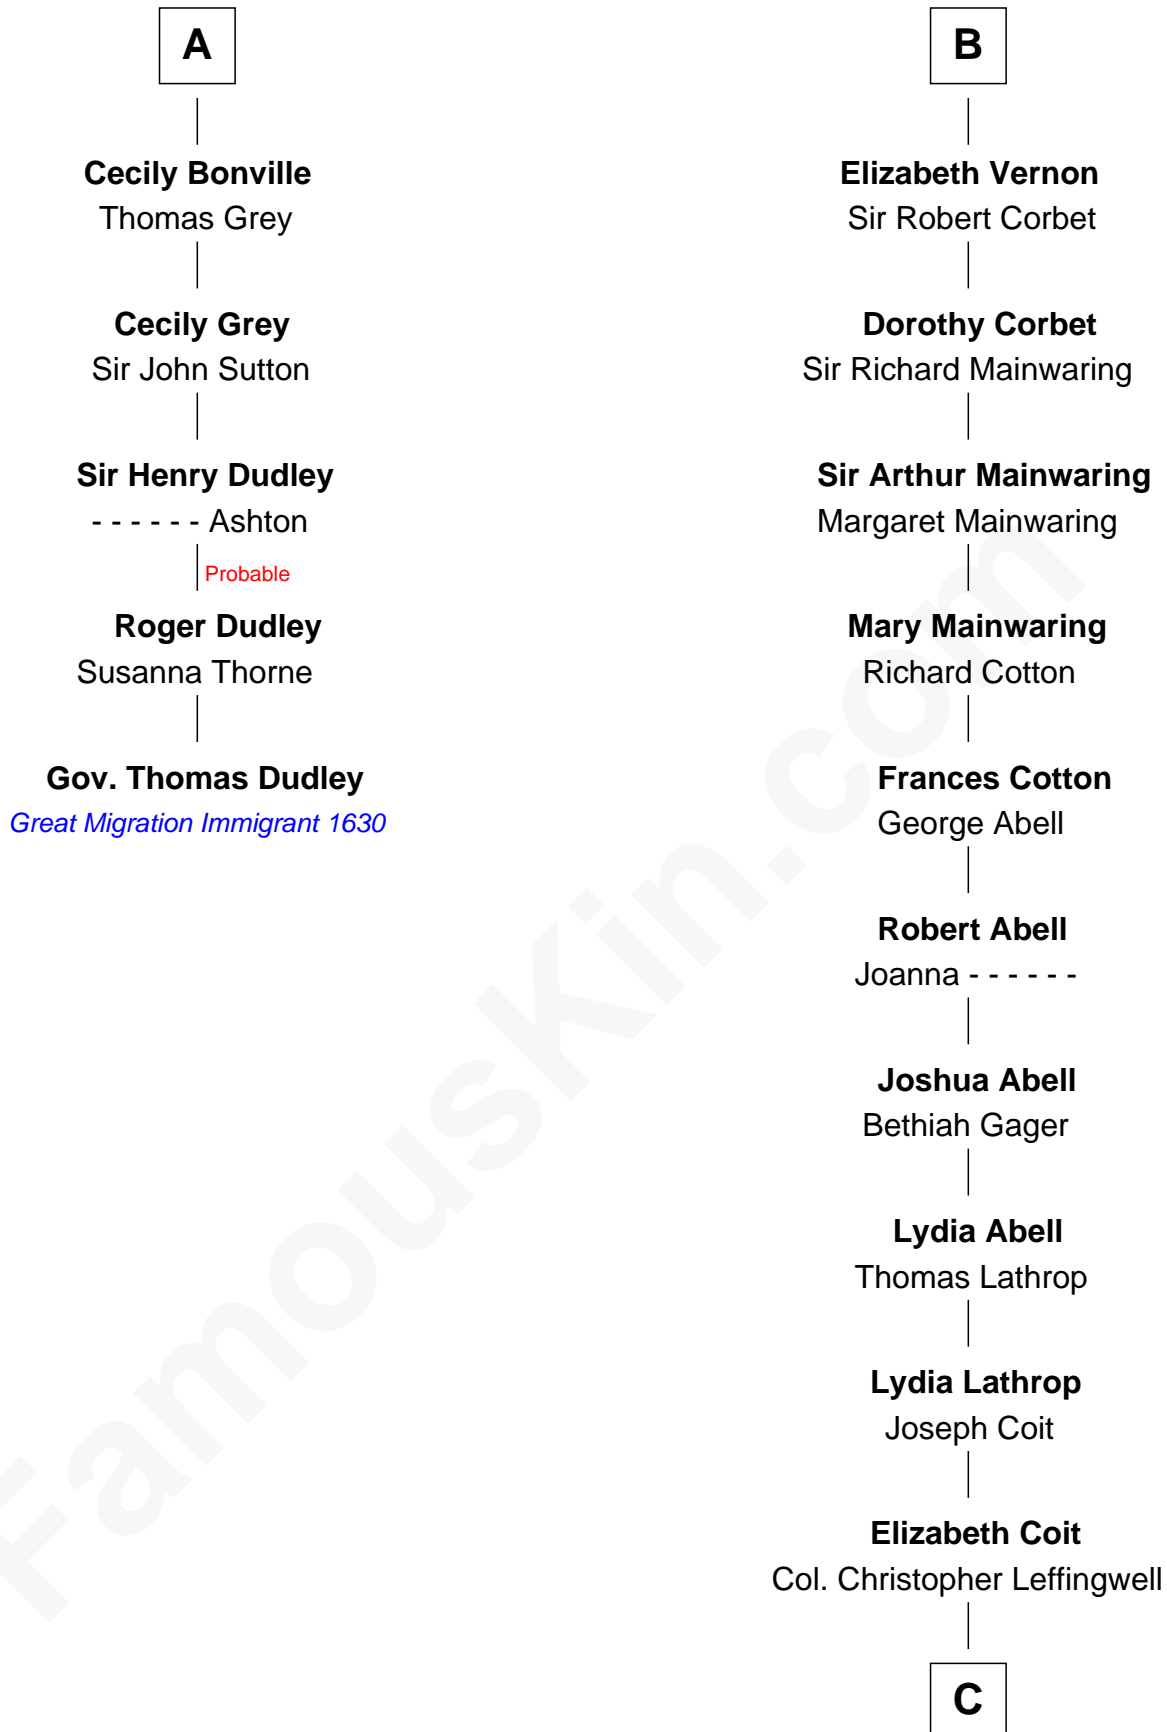 A
Cecily Bonville
Thomas Grey
Cecily Grey
Sir John Sutton
Sir Henry Dudley
- - - - - - Ashton
Probable
Roger Dudley
Susanna Thorne
Gov. Thomas Dudley
Great Migration Immigrant 1630
B
Elizabeth Vernon
Sir Robert Corbet
Dorothy Corbet
Sir Richard Mainwaring
Sir Arthur Mainwaring
Margaret Mainwaring
Mary Mainwaring
Richard Cotton
Frances Cotton
George Abell
Robert Abell
Joanna - - - - - -
Joshua Abell
Bethiah Gager
Lydia Abell
Thomas Lathrop
Lydia Lathrop
Joseph Coit
Elizabeth Coit
Col. Christopher Leffingwell
C
FamousKin.com